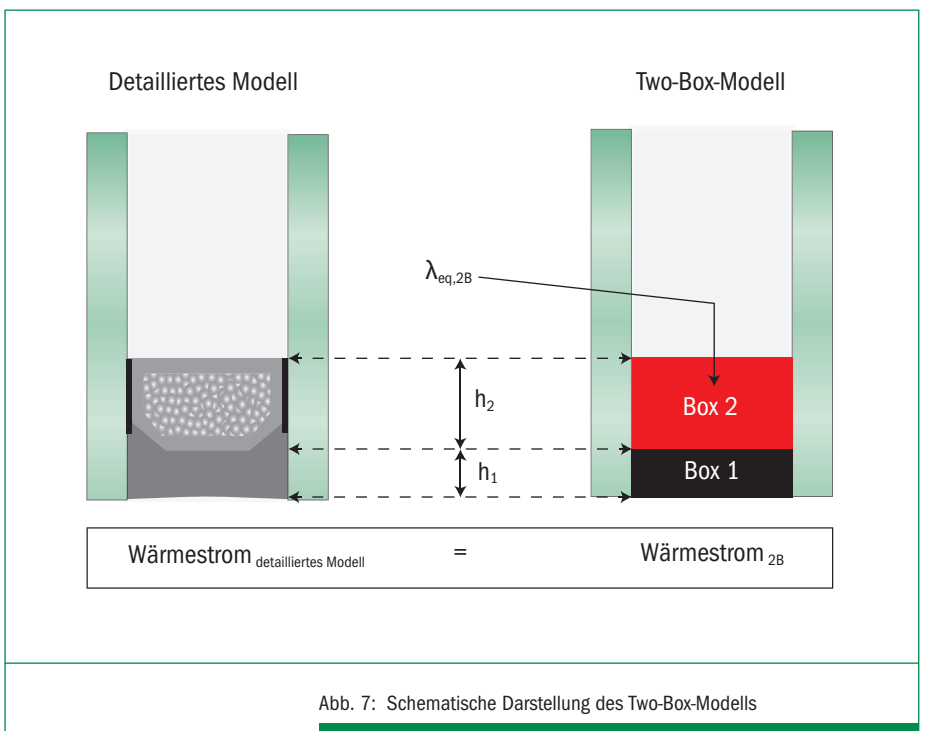 Detailliertes Modell
Two-Box-Modell
λeq,2B
h2
Box 2
h1
Box 1
Wärmestrom detailliertes Modell = Wärmestrom 2B
Abb. 7: Schematische Darstellung des Two-Box-Modells